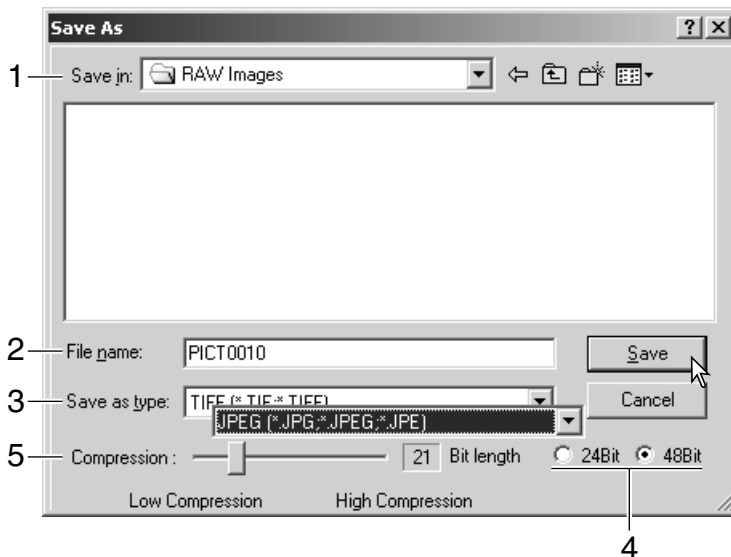 Save As
1 Save in: RAW Images
2 File name: PICT0010 Save
3 Save as type: TIFF (*.TIF;*.TIFF) Cancel
JPEG (*.JPG;*.JPEG;*.JPE)
5 Compression : 21 Bit length 24Bit 48Bit
Low Compression High Compression
4